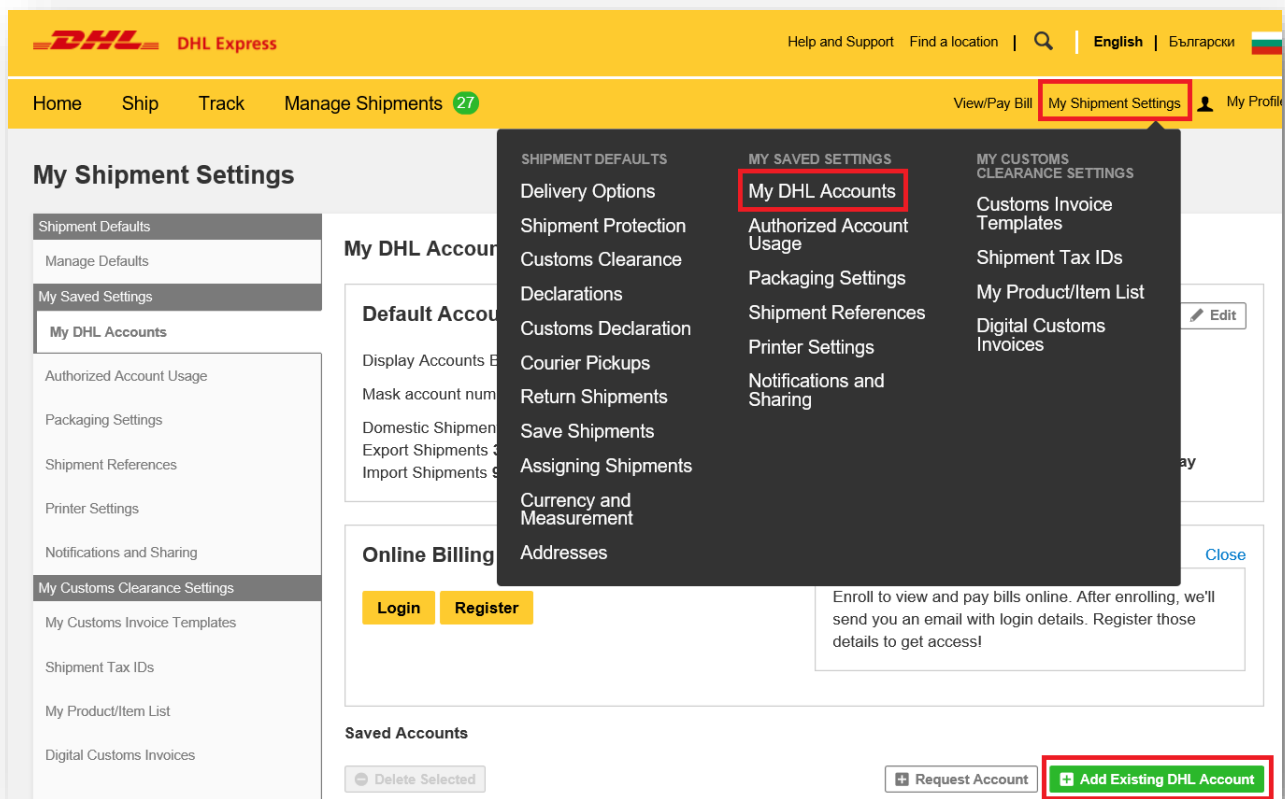 DHL DHL Express
Help and Support Find a location | English | Български
Home Ship Track Manage Shipments 27
View/Pay Bill My Shipment Settings My Profile
My Shipment Settings
Shipment Defaults
Manage Defaults
My Saved Settings
My DHL Accounts
Authorized Account Usage
Packaging Settings
Shipment References
Printer Settings
Notifications and Sharing
My Customs Clearance Settings
My Customs Invoice Templates
Shipment Tax IDs
My Product/Item List
Digital Customs Invoices
SHIPMENT DEFAULTS
Delivery Options
Shipment Protection
Customs Clearance
Declarations
Customs Declaration
Courier Pickups
Return Shipments
Save Shipments
Assigning Shipments
Currency and
Measurement
Addresses
MY SAVED SETTINGS
My DHL Accounts
Authorized Account
Usage
Packaging Settings
Shipment References
Printer Settings
Notifications and
Sharing
MY CUSTOMS
CLEARANCE SETTINGS
Customs Invoice
Templates
Shipment Tax IDs
My Product/Item List
Digital Customs
Invoices
My DHL Accoun
Default Accou
Edit
Display Accounts
Mask account num
Domestic Shipmen
Export Shipments
Import Shipments
ay
Online Billing
Close
Login Register
Enroll to view and pay bills online. After enrolling, we'll
send you an email with login details. Register those
details to get access!
Saved Accounts
Delete Selected
Request Account
Add Existing DHL Account